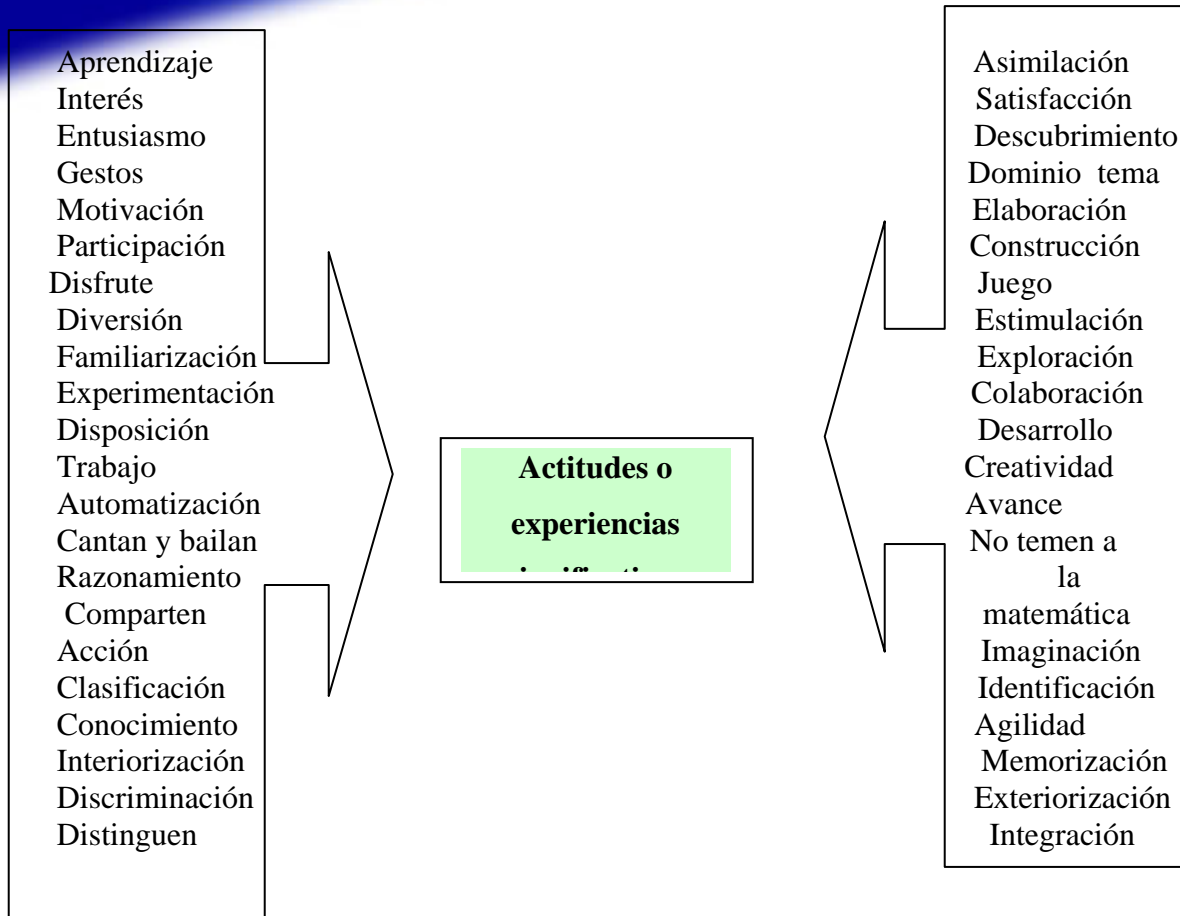 Aprendizaje
Interés
Entusiasmo
Gestos
Motivación
Participación
Disfrute
Diversión
Familiarización
Experimentación
Disposición
Trabajo
Automatización
Cantan y bailan
Razonamiento
Comparten
Acción
Clasificación
Conocimiento
Interiorización
Discriminación
Distinguen
Actitudes o
experiencias
Asimilación
Satisfacción
Descubrimiento
Dominio tema
Elaboración
Construcción
Juego
Estimulación
Exploración
Colaboración
Desarrollo
Creatividad
Avance
No temen a
la
matemática
Imaginación
Identificación
Agilidad
Memorización
Exteriorización
Integración